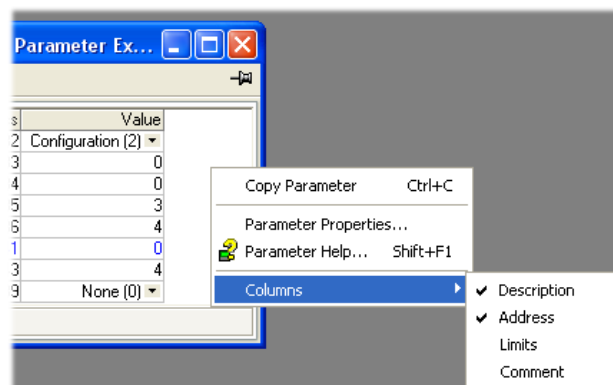 Parameter Ex...
s Value
2 Configuration (2)
3 0
4 0
5 3
6 4
1 0
3 4
9 None (0)
Copy Parameter Ctrl+C
Parameter Properties...
Parameter Help... Shift+F1
Columns
Description
Address
Limits
Comment